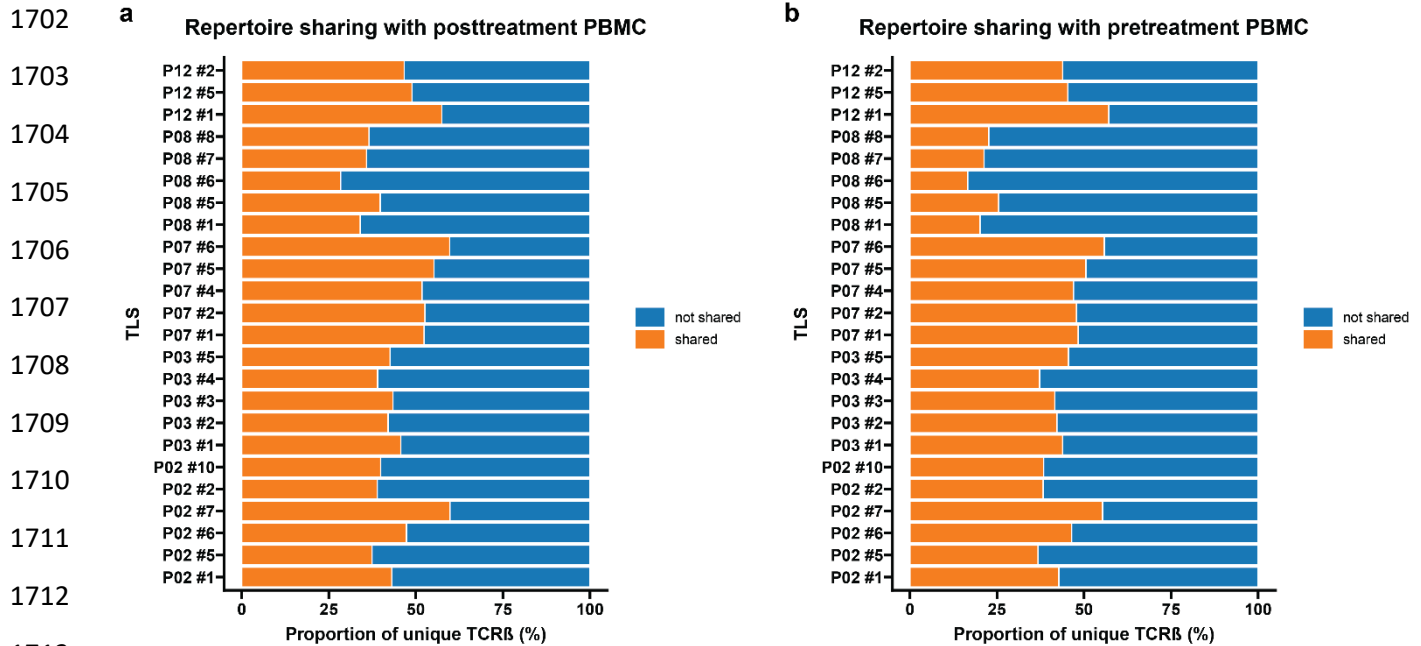 1702
1703
1704
1705
1706
1707
1708
1709
1710
1711
1712
a
Repertoire sharing with posttreatment PBMC
P12 #2
P12 #5
P12 #1
P08 #8
P08 #7
P08 #6
P08 #5
P08 #1
P07 #6
P07 #5
P07 #4
P07 #2
P07 #1
P03 #5
P03 #4
P03 #3
P03 #2
P03 #1
P02 #10
P02 #2
P02 #7
P02 #6
P02 #5
P02 #1
TLS
0 25 50 75 100
Proportion of unique TCRß (%)
not shared
shared
b
Repertoire sharing with pretreatment PBMC
P12 #2
P12 #5
P12 #1
P08 #8
P08 #7
P08 #6
P08 #5
P08 #1
P07 #6
P07 #5
P07 #4
P07 #2
P07 #1
P03 #5
P03 #4
P03 #3
P03 #2
P03 #1
P02 #10
P02 #2
P02 #7
P02 #6
P02 #5
P02 #1
TLS
0 25 50 75 100
Proportion of unique TCRß (%)
not shared
shared